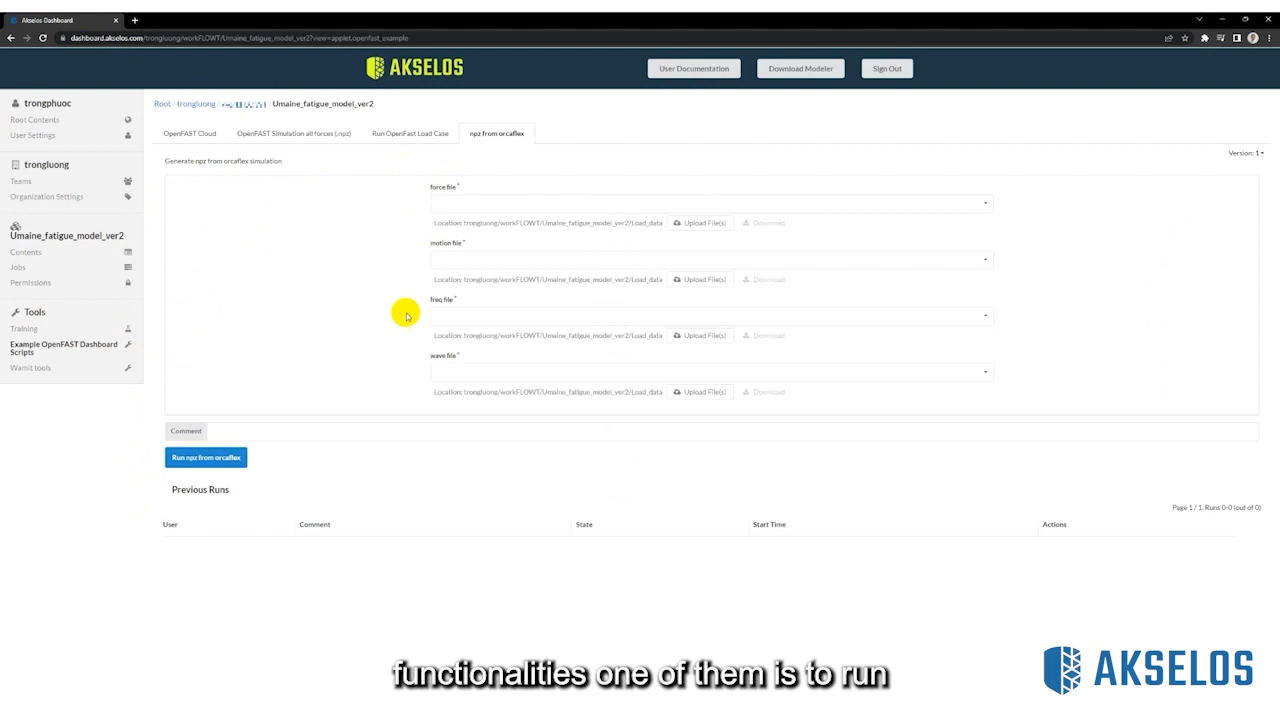 Akselos Dashboard
dashboard.akselos.com/trongluong/workFLOWT/Umaine_fatigue_model_ver2?view=applet.openfast_example
AKSELOS
User Documentation
Download Modeler
Sign Out
trongphuoc
Root Contents
User Settings
trongluong
Teams
Organization Settings
Umaine_fatigue_model_ver2
Contents
Jobs
Permissions
Tools
Training
Example OpenFAST Dashboard
Scripts
Wamit tools
Root / trongluong / / Umaine_fatigue_model_ver2
OpenFAST Cloud
OpenFAST Simulation all forces (.npz)
Run OpenFast Load Case
npz from orcaflex
Version: 1
Generate npz from orcaflex simulation
force file *
Location: trongluong/workFLOWT/Umaine_fatigue_model_ver2/Load_data Upload File(s) Download
motion file *
Location: trongluong/workFLOWT/Umaine_fatigue_model_ver2/Load_data Upload File(s) Download
freq file *
Location: trongluong/workFLOWT/Umaine_fatigue_model_ver2/Load_data Upload File(s) Download
wave file *
Location: trongluong/workFLOWT/Umaine_fatigue_model_ver2/Load_data Upload File(s) Download
Comment
Run npz from orcaflex
Previous Runs
Page 1 / 1, Runs 0-0 (out of 0)
User Comment State Start Time Actions
functionalities one of them is to run
AKSELOS